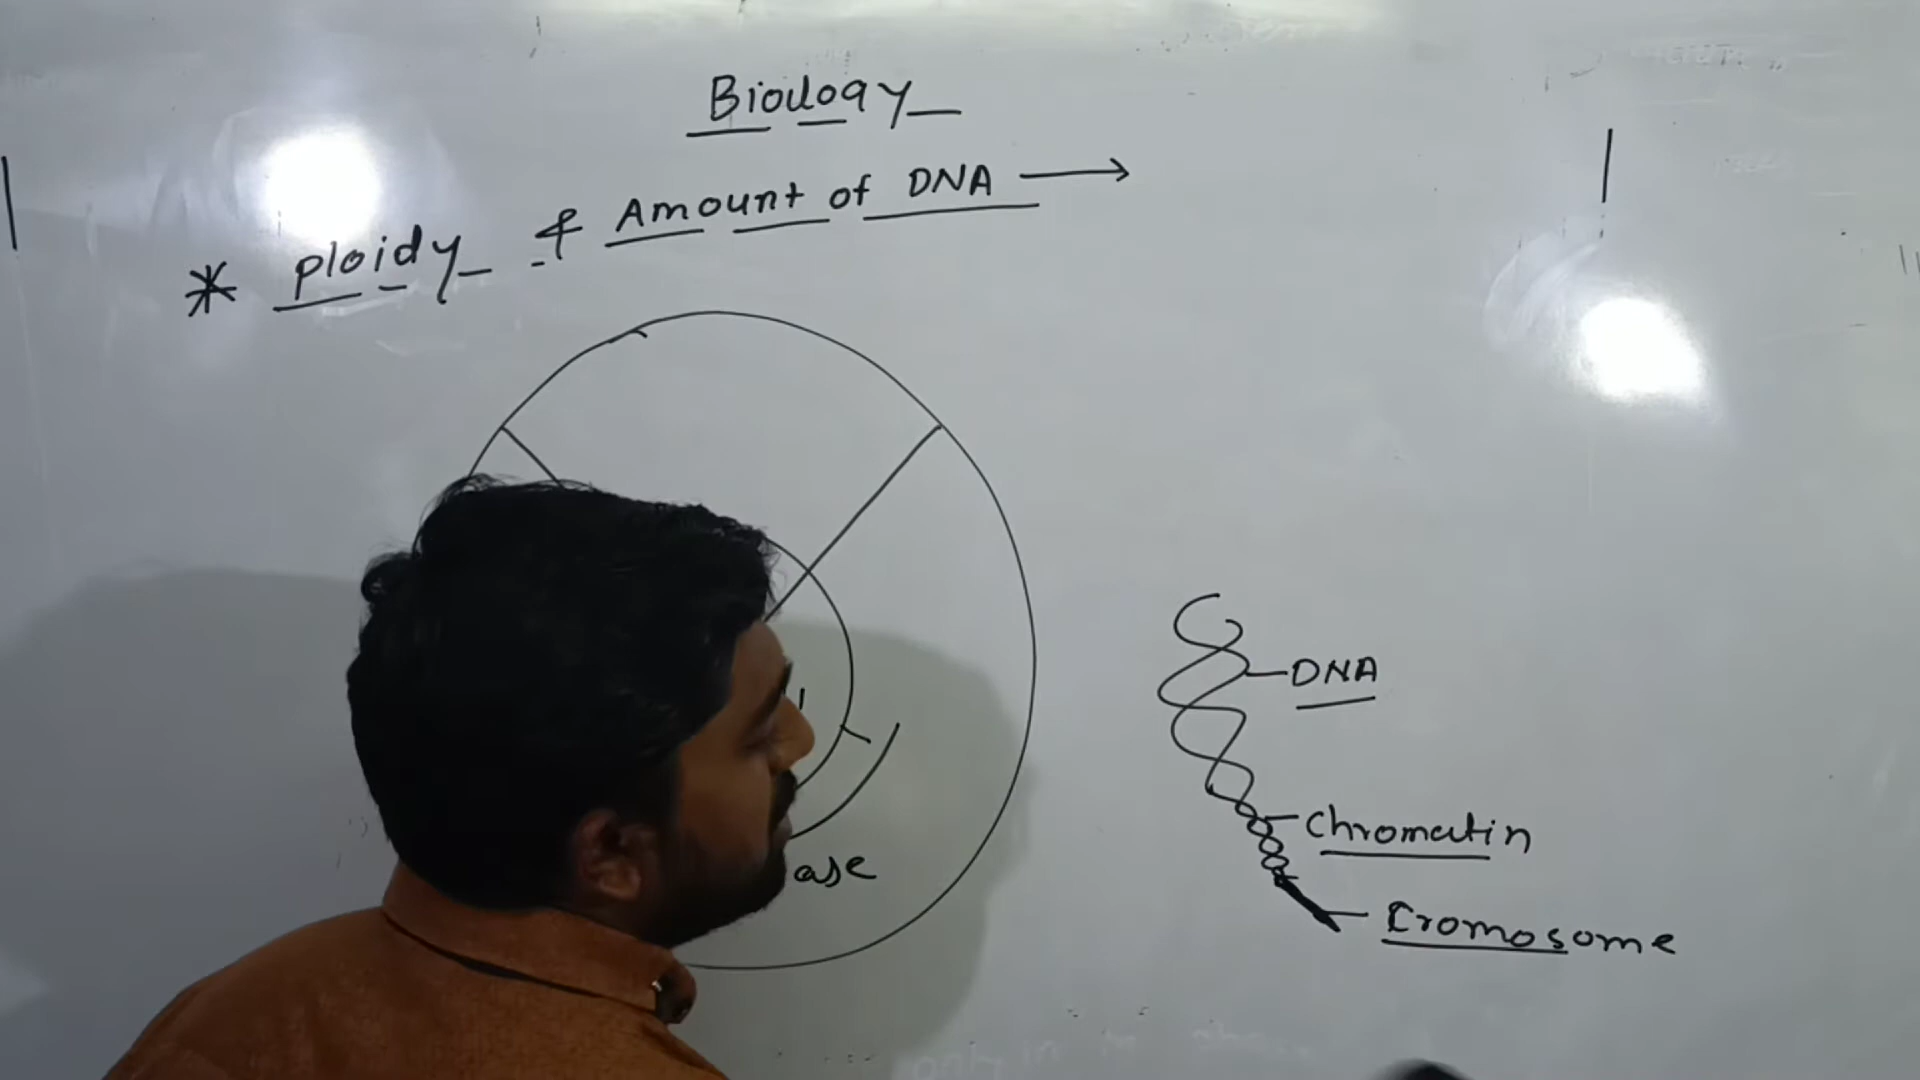 Biology
* Ploidy & Amount of DNA →
DNA
Chromatin
ase
Cromosome